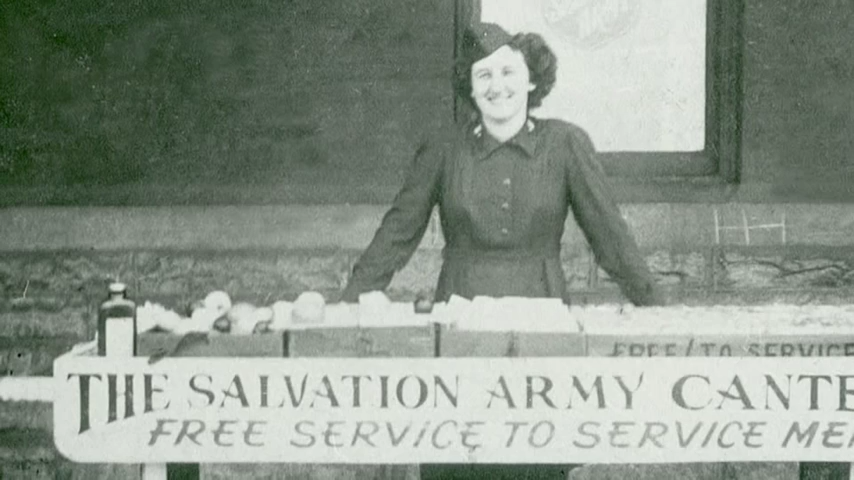 FREE/TO SERVICE
THE SALVATION ARMY CANTE
FREE SERVICE TO SERVICE ME